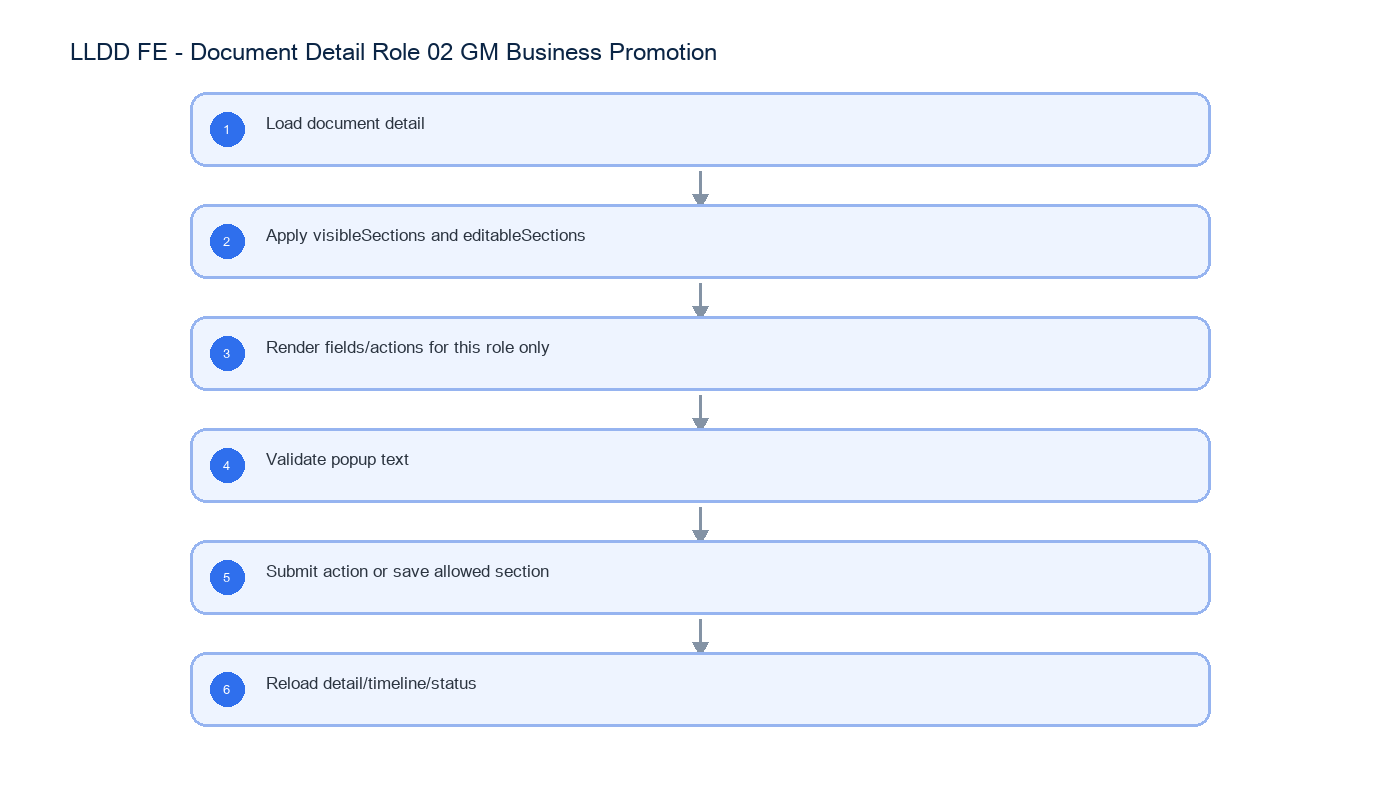 LLDD FE - Document Detail Role 02 GM Business Promotion
1 Load document detail
2 Apply visibleSections and editableSections
3 Render fields/actions for this role only
4 Validate popup text
5 Submit action or save allowed section
6 Reload detail/timeline/status